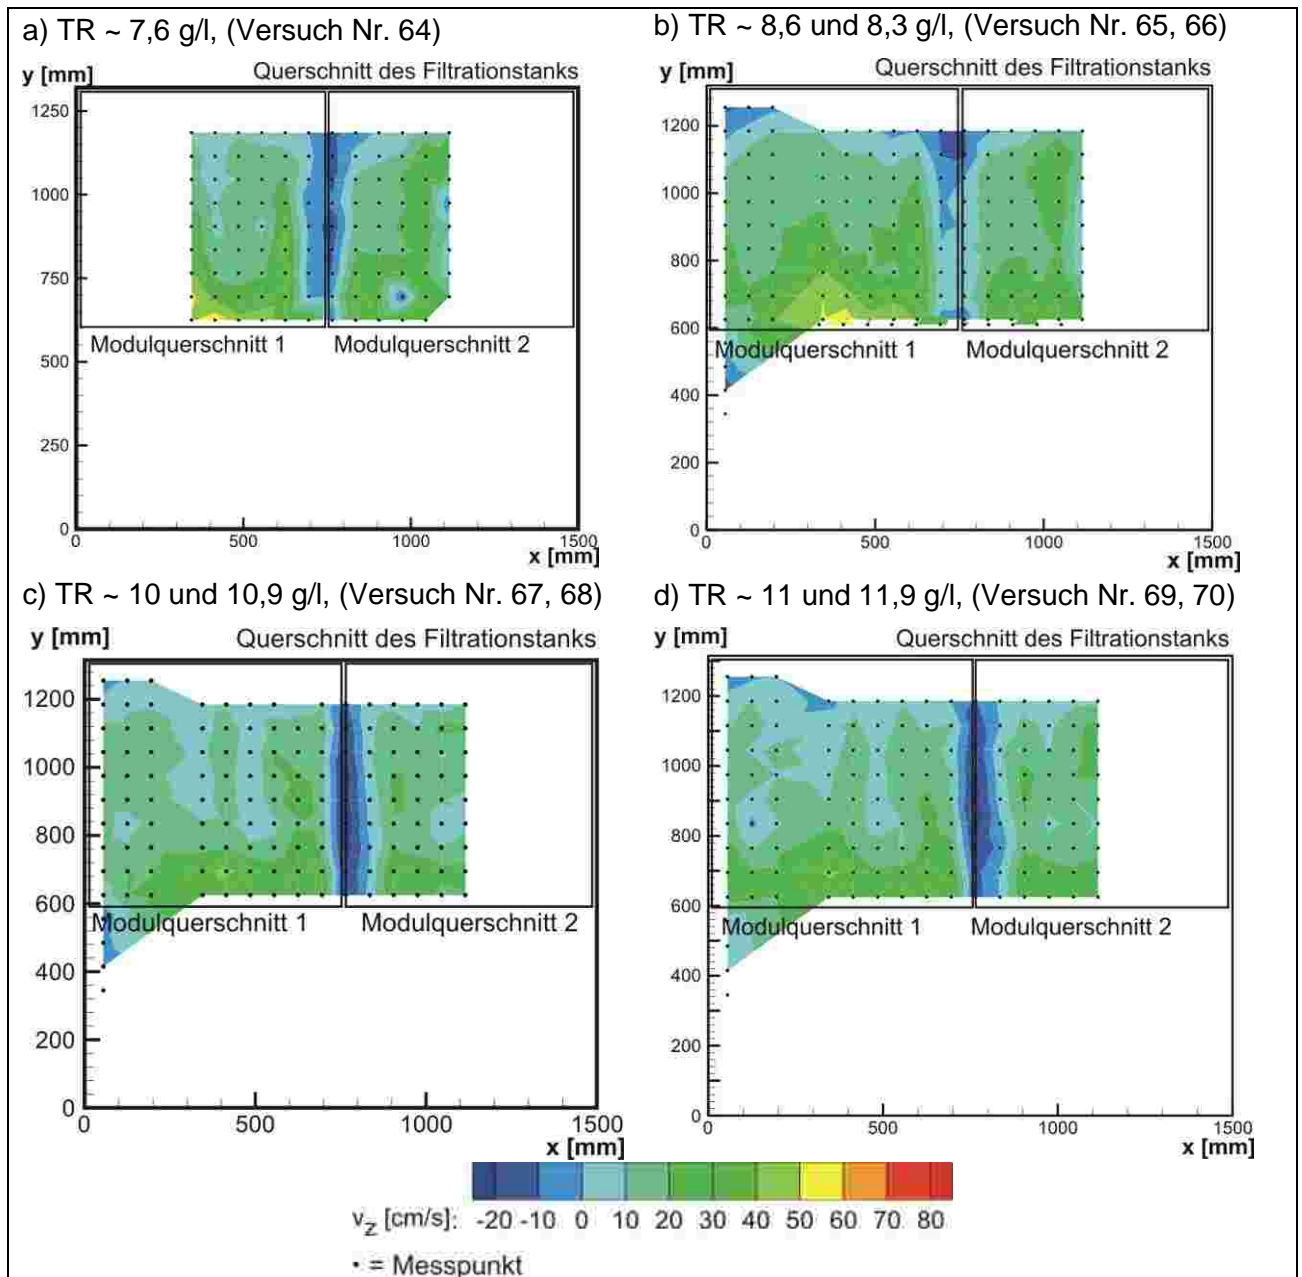 a) TR ~ 7,6 g/l, (Versuch Nr. 64)
y [mm]
Querschnitt des Filtrationstanks
1250
1000
750
500
250
0
Modulquerschnitt 1
Modulquerschnitt 2
0
500
1000
1500
x [mm]
b) TR ~ 8,6 und 8,3 g/l, (Versuch Nr. 65, 66)
y [mm]
Querschnitt des Filtrationstanks
1200
1000
800
600
400
200
0
Modulquerschnitt 1
Modulquerschnitt 2
0
500
1000
1500
x [mm]
c) TR ~ 10 und 10,9 g/l, (Versuch Nr. 67, 68)
y [mm]
Querschnitt des Filtrationstanks
1200
1000
800
600
400
200
0
Modulquerschnitt 1
Modulquerschnitt 2
0
500
1000
1500
x [mm]
d) TR ~ 11 und 11,9 g/l, (Versuch Nr. 69, 70)
y [mm]
Querschnitt des Filtrationstanks
1200
1000
800
600
400
200
0
Modulquerschnitt 1
Modulquerschnitt 2
0
500
1000
1500
x [mm]
v_z [cm/s]: -20 -10 0 10 20 30 40 50 60 70 80
• = Messpunkt